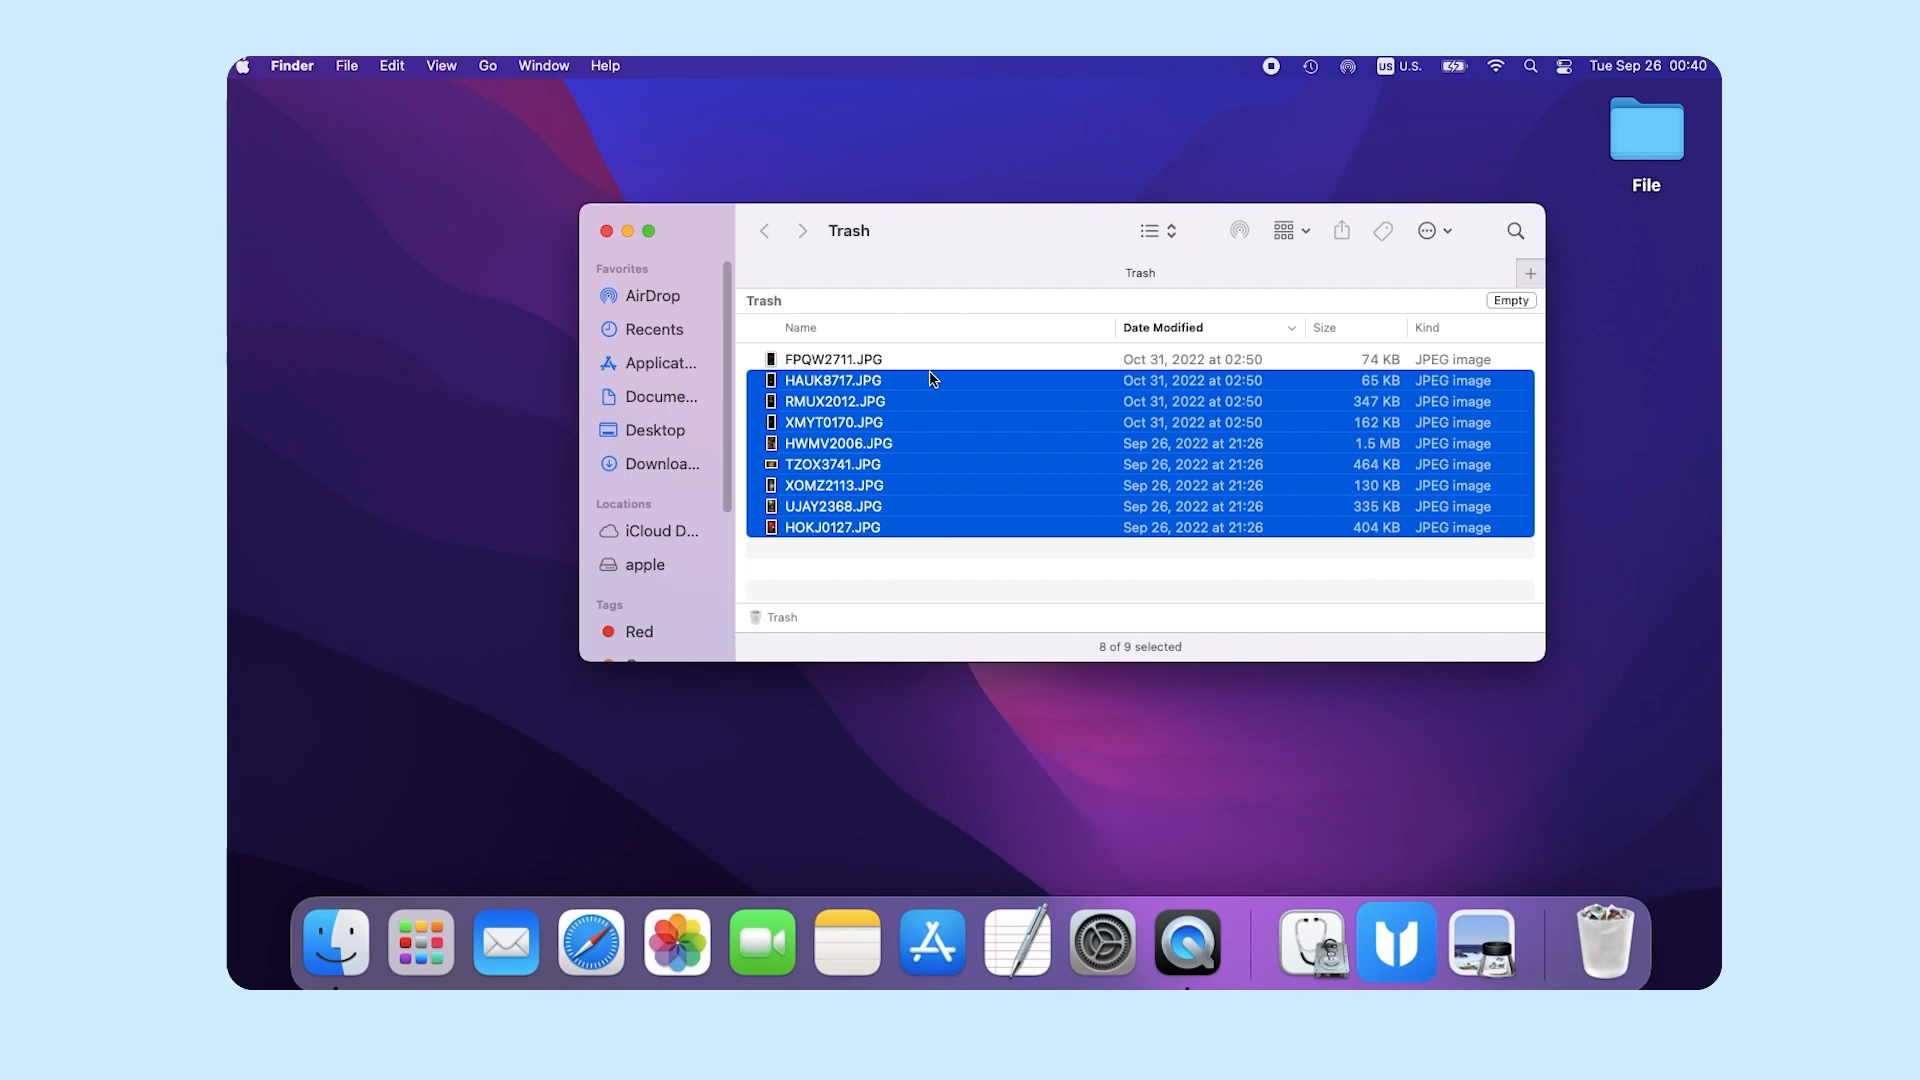 Finder File Edit View Go Window Help US U.S. Tue Sep 26 00:40
File
Trash
Favorites
AirDrop
Recents
Applicat...
Docume...
Desktop
Downloa...
Locations
iCloud D...
apple
Tags
Red
Trash
Trash Empty
Name Date Modified Size Kind
FPQW2711.JPG Oct 31, 2022 at 02:50 74 KB JPEG image
HAUK8717.JPG Oct 31, 2022 at 02:50 65 KB JPEG image
RMUX2012.JPG Oct 31, 2022 at 02:50 347 KB JPEG image
XMYT0170.JPG Oct 31, 2022 at 02:50 162 KB JPEG image
HWMV2006.JPG Sep 26, 2022 at 21:26 1.5 MB JPEG image
TZOX3741.JPG Sep 26, 2022 at 21:26 464 KB JPEG image
XOMZ2113.JPG Sep 26, 2022 at 21:26 130 KB JPEG image
UJAY2368.JPG Sep 26, 2022 at 21:26 335 KB JPEG image
HOKJ0127.JPG Sep 26, 2022 at 21:26 404 KB JPEG image
Trash
8 of 9 selected